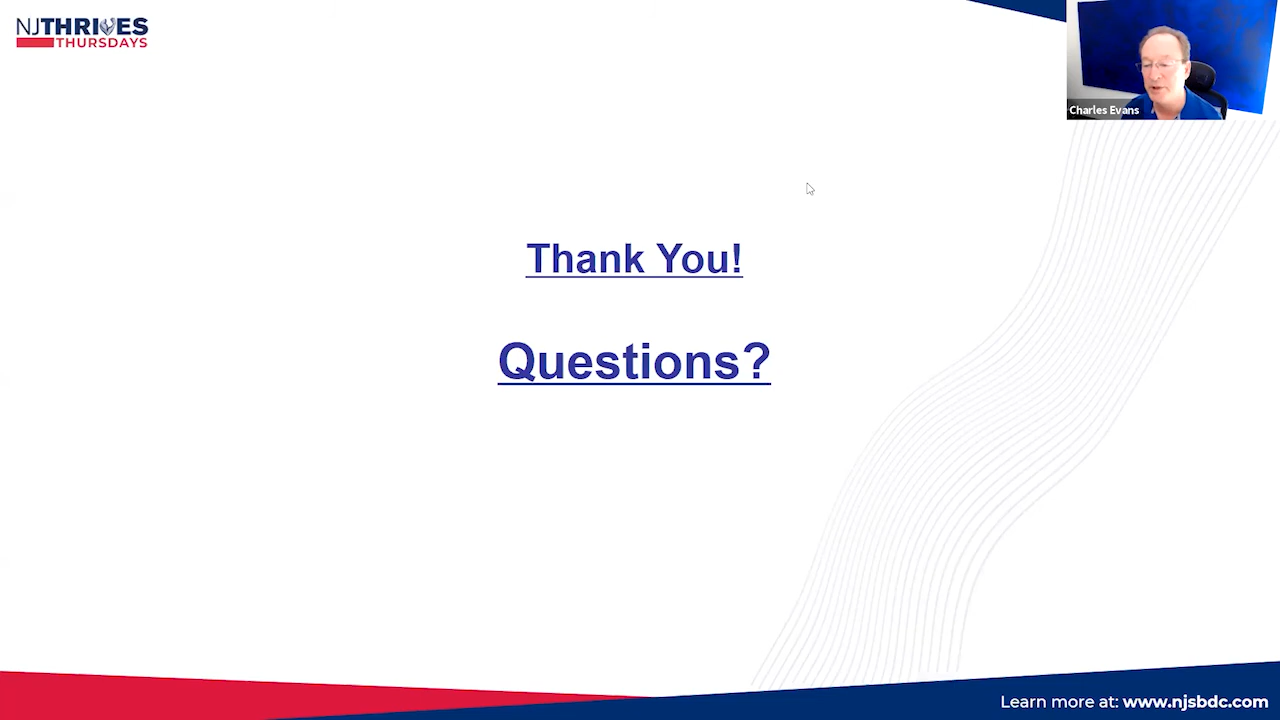 NJTHRIVES
THURSDAYS
Charles Evans
Thank You!
Questions?
Learn more at: www.njsbdc.com